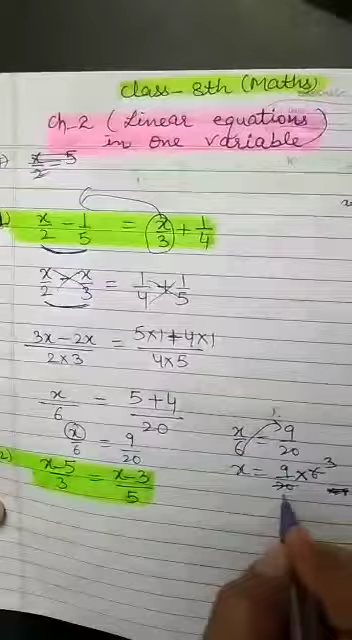 Class-8th (Maths)
Ch-2 (Linear equations)
in one variable
x/2 = 5
1) x/2 - 1/5 = x/3 + 1/4
x/2 - x/3 = 1/4 + 1/5
(3x-2x)/(2×3) = (5×1+4×1)/(4×5)
x/6 = (5+4)/20
x/6 = 9/20
x/6 = 9/20
x = 9/20 × 6 3
2) (x-5)/3 = (x-3)/5